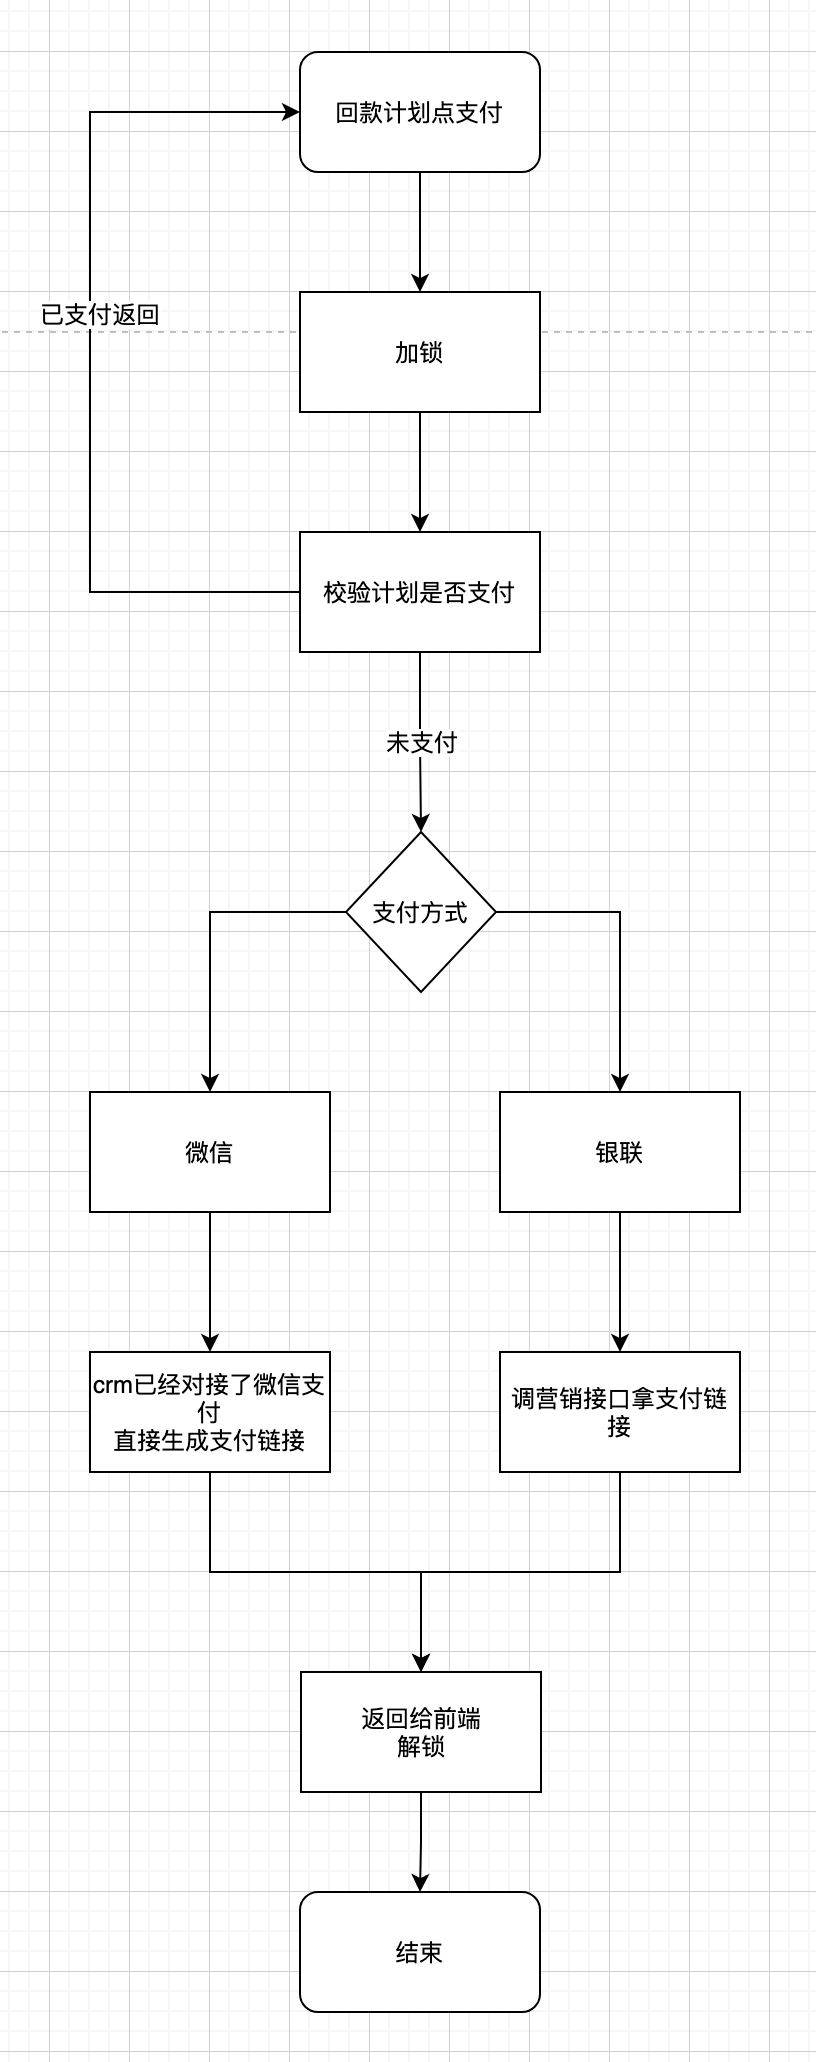 回款计划点支付
已支付返回
加锁
校验计划是否支付
未支付
支付方式
微信
银联
crm已经对接了微信支
付
直接生成支付链接
调营销接口拿支付链
接
返回给前端
解锁
结束